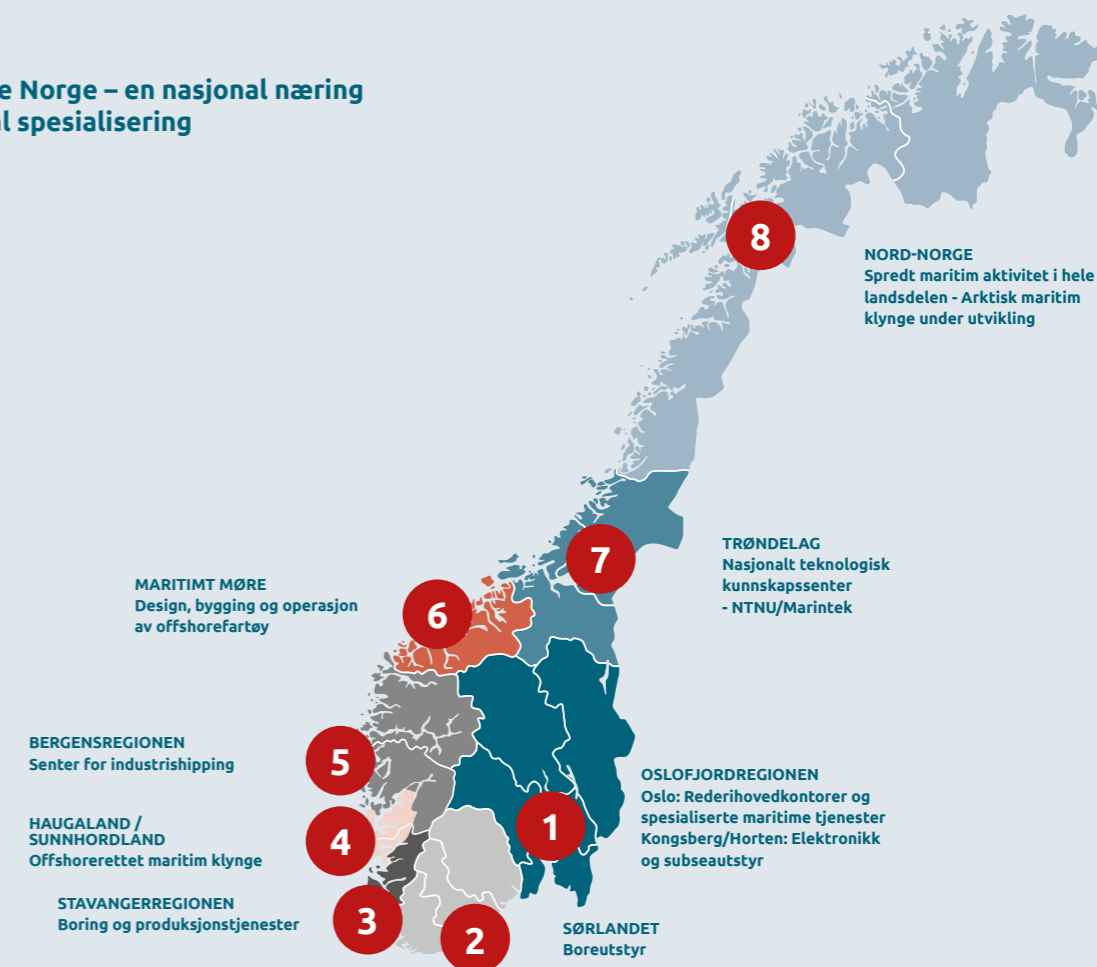 e Norge – en nasjonal næring
al spesialisering
8
NORD-NORGE
Spredt maritim aktivitet i hele
landsdelen - Arktisk maritim
klynge under utvikling
7
TRØNDELAG
Nasjonalt teknologisk
kunnskapssenter
- NTNU/Marintek
MARITIMT MØRE
Design, bygging og operasjon
av offshorefartøy
6
BERGENSREGIONEN
Senter for industrishipping
5
OSLOFJORDREGIONEN
Oslo: Rederihovedkontorer og
spesialiserte maritime tjenester
Kongsberg/Horten: Elektronikk
og subseautstyr
1
HAUGALAND /
SUNNHORDLAND
Offshorerettet maritim klynge
4
STAVANGERREGIONEN
Boring og produksjonstjenester
3
2
SØRLANDET
Boreutstyr